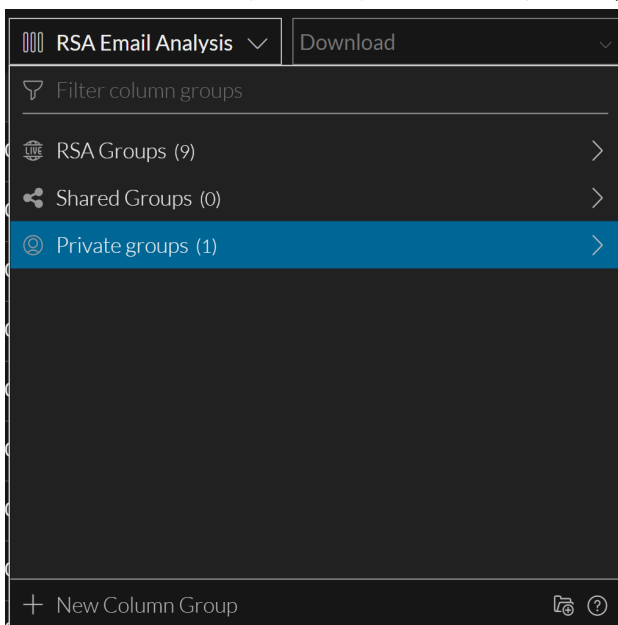 RSA Email Analysis Download
Filter column groups
LIVE RSA Groups (9)
Shared Groups (0)
Private groups (1)
New Column Group